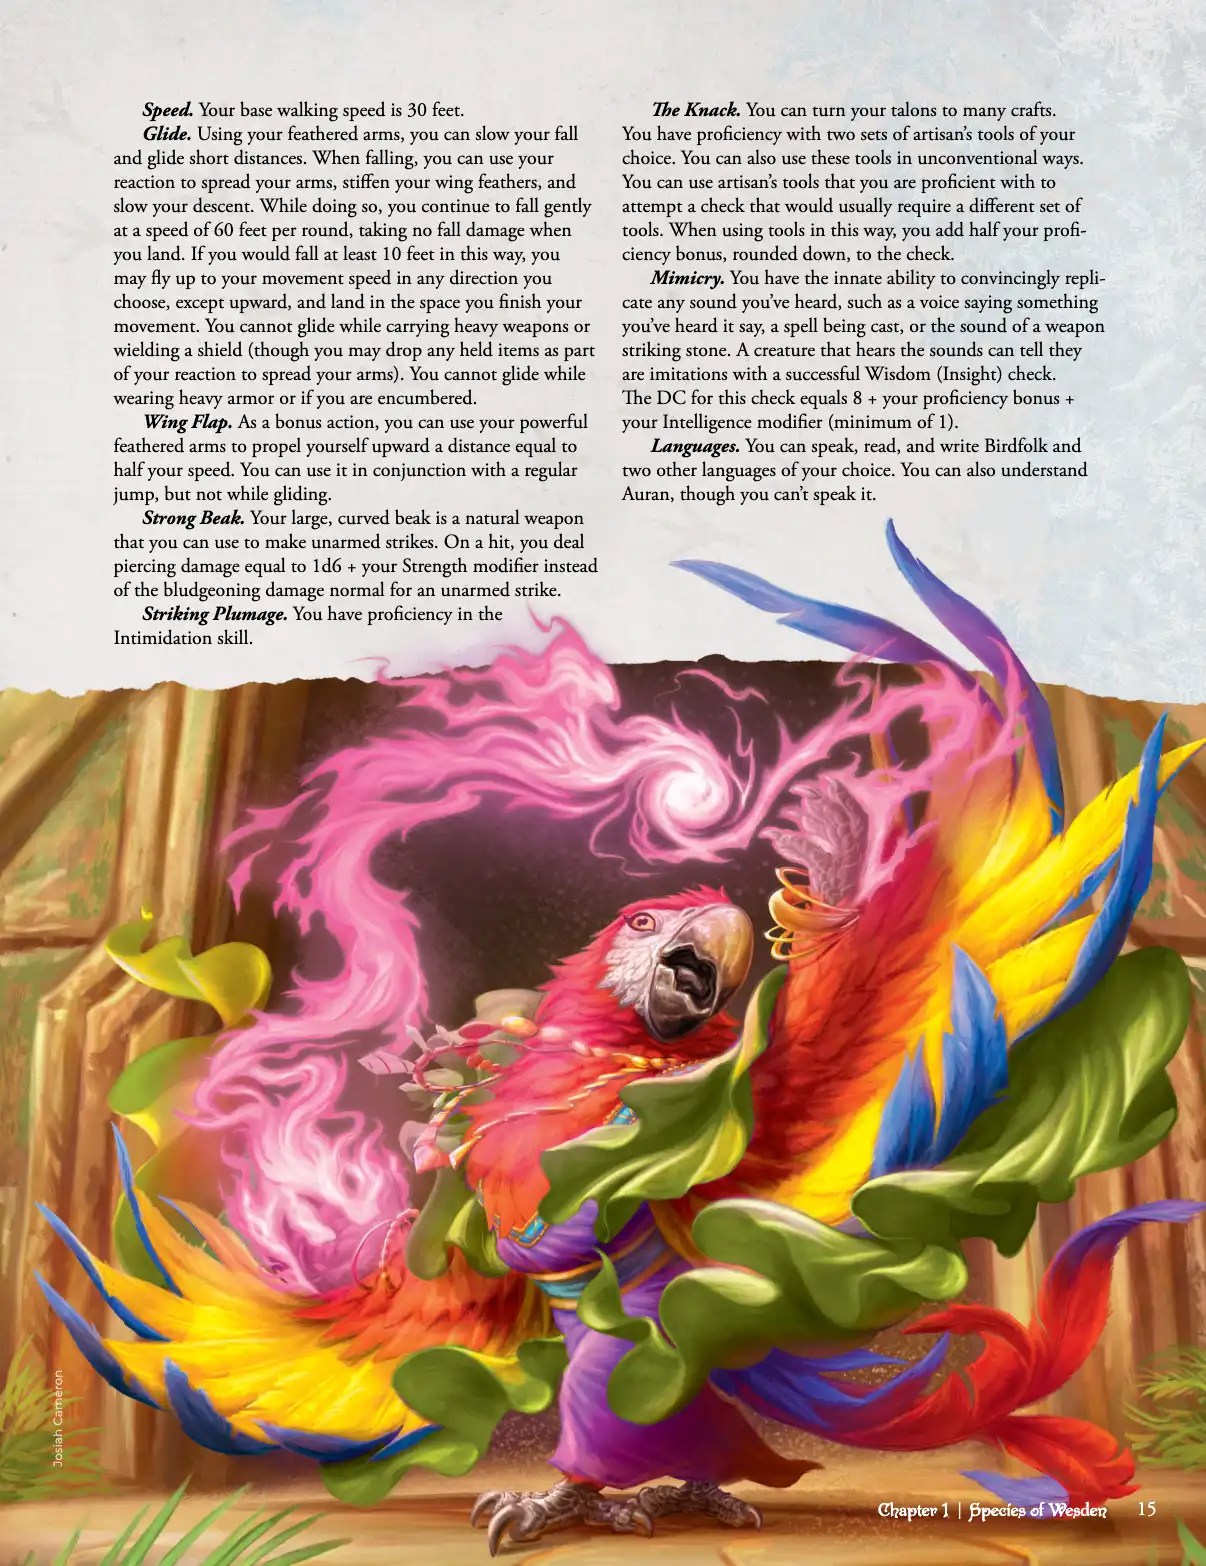 Speed. Your base walking speed is 30 feet.
Glide. Using your feathered arms, you can slow your fall
and glide short distances. When falling, you can use your
reaction to spread your arms, stiffen your wing feathers, and
slow your descent. While doing so, you continue to fall gently
at a speed of 60 feet per round, taking no fall damage when
you land. If you would fall at least 10 feet in this way, you
may fly up to your movement speed in any direction you
choose, except upward, and land in the space you finish your
movement. You cannot glide while carrying heavy weapons or
wielding a shield (though you may drop any held items as part
of your reaction to spread your arms). You cannot glide while
wearing heavy armor or if you are encumbered.
Wing Flap. As a bonus action, you can use your powerful
feathered arms to propel yourself upward a distance equal to
half your speed. You can use it in conjunction with a regular
jump, but not while gliding.
Strong Beak. Your large, curved beak is a natural weapon
that you can use to make unarmed strikes. On a hit, you deal
piercing damage equal to 1d6 + your Strength modifier instead
of the bludgeoning damage normal for an unarmed strike.
Striking Plumage. You have proficiency in the
Intimidation skill.
The Knack. You can turn your talons to many crafts.
You have proficiency with two sets of artisan's tools of your
choice. You can also use these tools in unconventional ways.
You can use artisan's tools that you are proficient with to
attempt a check that would usually require a different set of
tools. When using tools in this way, you add half your profi-
ciency bonus, rounded down, to the check.
Mimicry. You have the innate ability to convincingly repli-
cate any sound you've heard, such as a voice saying something
you've heard it say, a spell being cast, or the sound of a weapon
striking stone. A creature that hears the sounds can tell they
are imitations with a successful Wisdom (Insight) check.
The DC for this check equals 8 + your proficiency bonus +
your Intelligence modifier (minimum of 1).
Languages. You can speak, read, and write Birdfolk and
two other languages of your choice. You can also understand
Auran, though you can't speak it.
Josiah Cameron
Chapter 1 | Species of Wesden 15